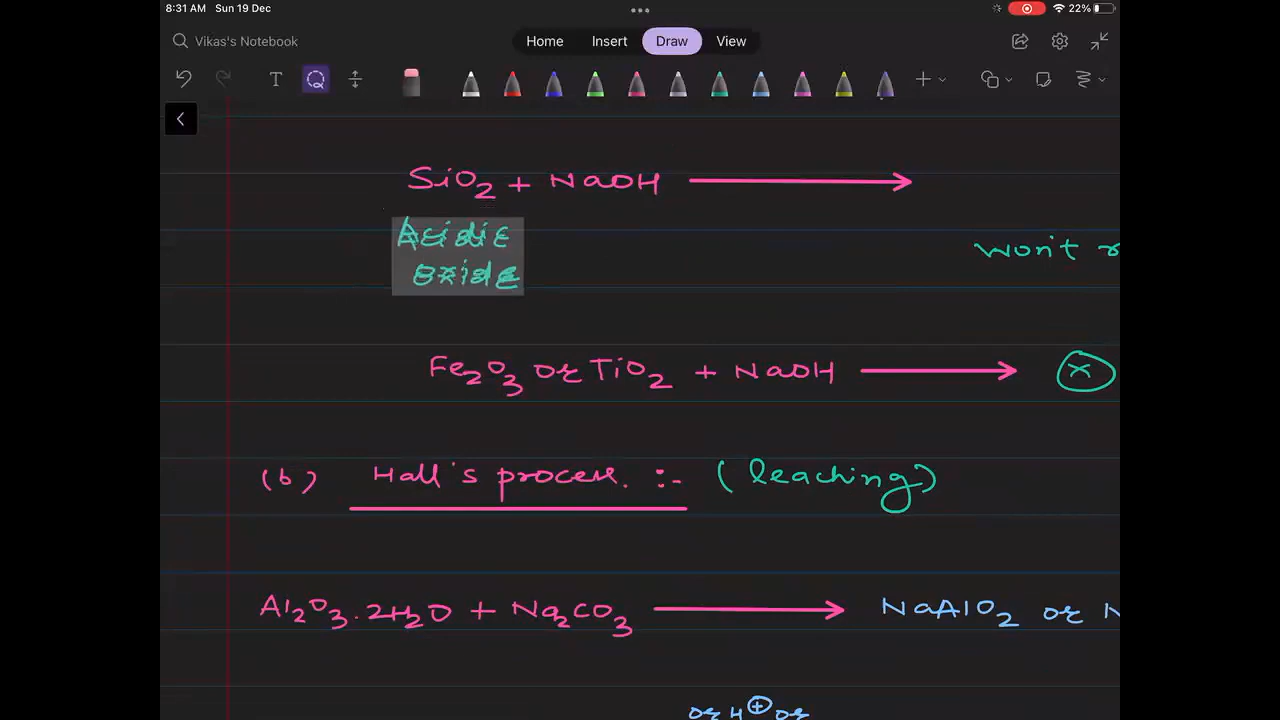 8:31 AM Sun 19 Dec
22%
Vikas's Notebook
Home Insert Draw View
T
SiO2 + NaOH →
Acidic
oxide
won't
Fe2O3 or TiO2 + NaOH → ×
(b) Hall's process. :- (leaching)
Al2O3.2H2O + Na2CO3 → NaAlO2 or N
or H⊕ or